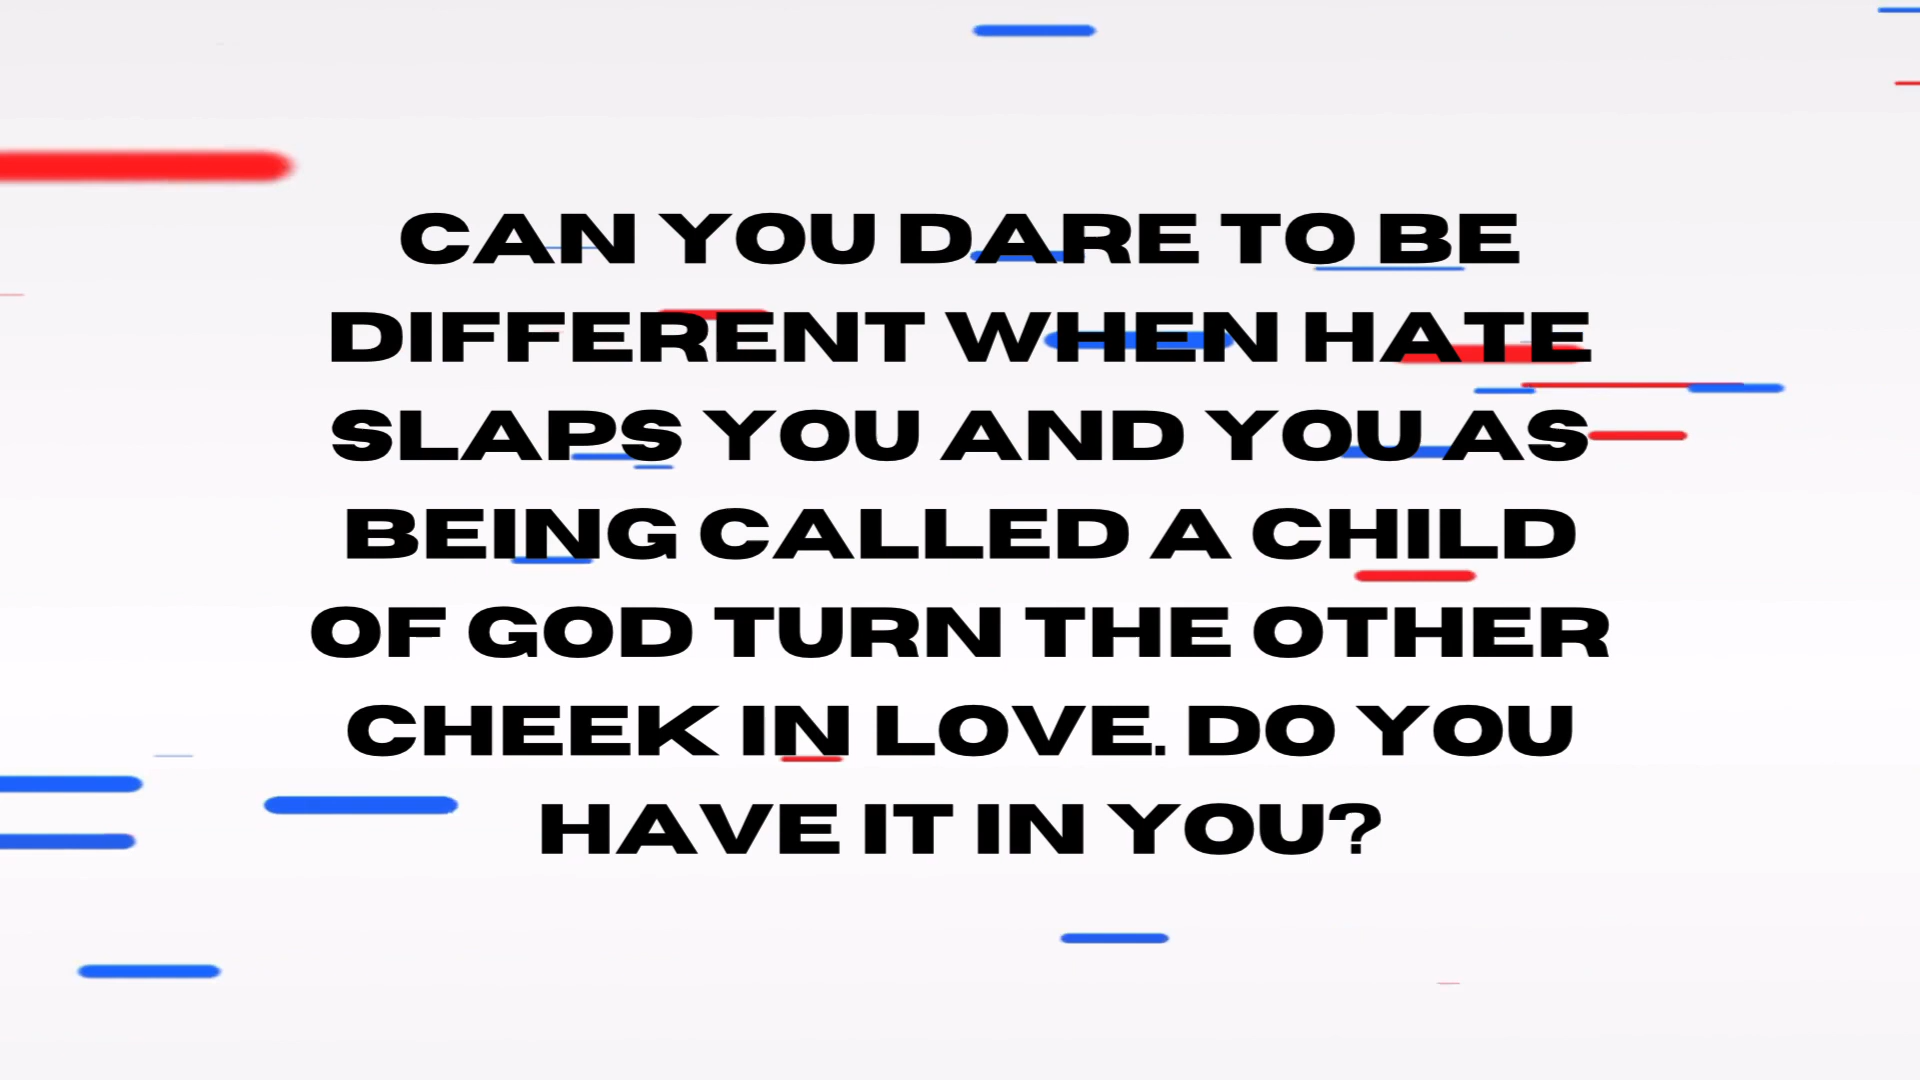 CAN YOU DARE TO BE
DIFFERENT WHEN HATE
SLAPS YOU AND YOU AS
BEING CALLED A CHILD
OF GOD TURN THE OTHER
CHEEK IN LOVE. DO YOU
HAVE IT IN YOU?